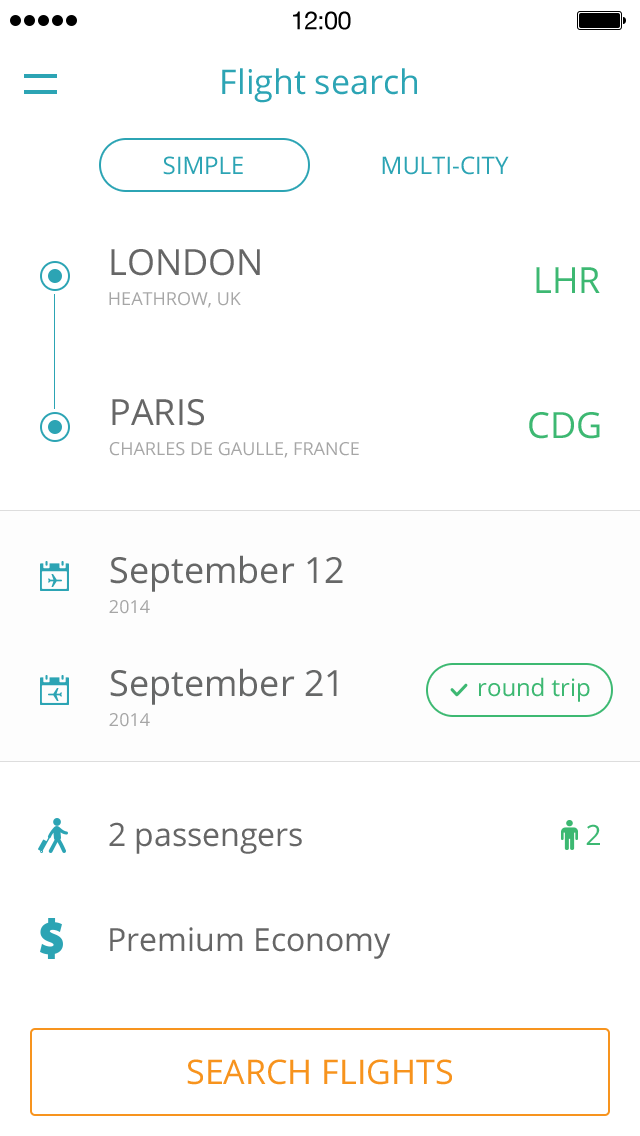 12:00
Flight search
SIMPLE MULTI-CITY
LONDON
HEATHROW, UK
LHR
PARIS
CHARLES DE GAULLE, FRANCE
CDG
September 12
2014
September 21
2014
round trip
2 passengers
2
$
Premium Economy
SEARCH FLIGHTS